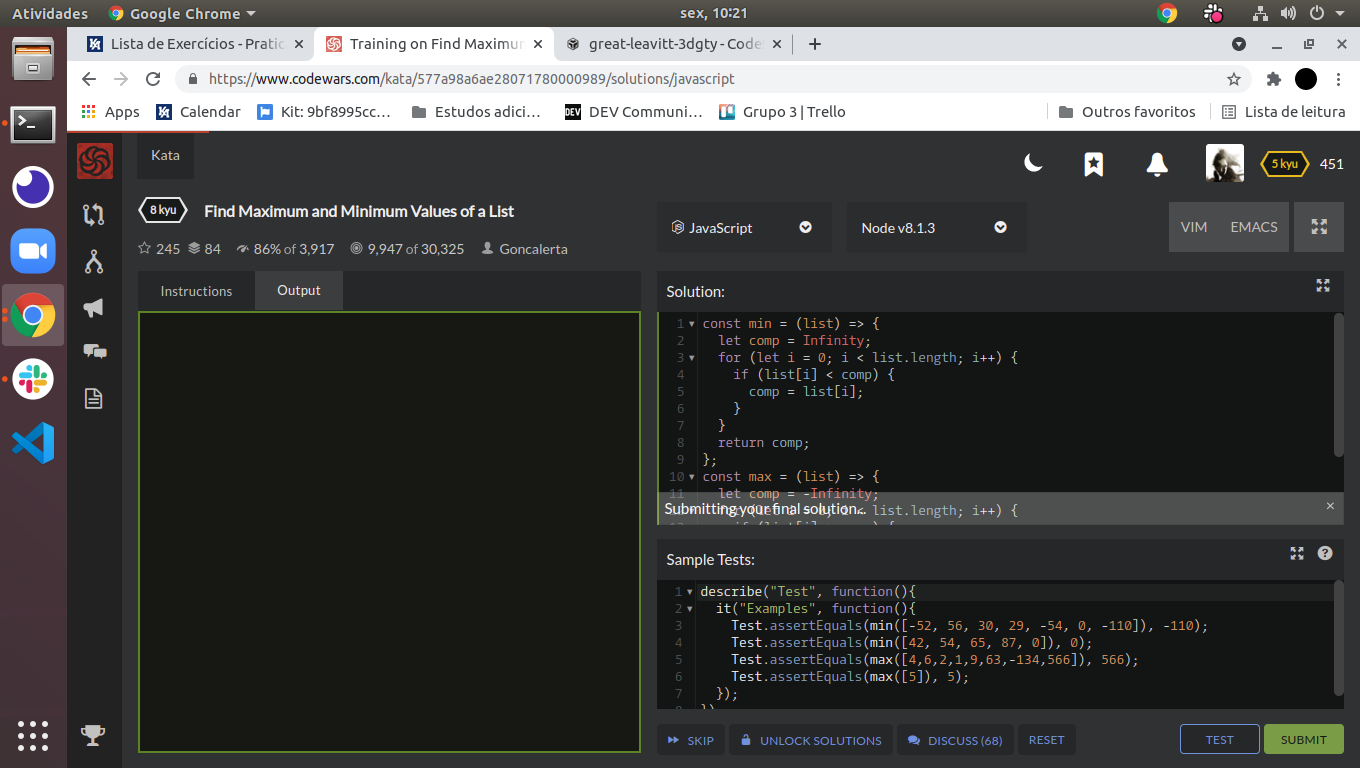 Atividades
Google Chrome
sex, 10:21
Lista de Exercícios - Pratic
Training on Find Maximur
great-leavitt-3dgty - Code
https://www.codewars.com/kata/577a98a6ae28071780000989/solutions/javascript
Apps
Calendar
Kit: 9bf8995cc...
Estudos adici...
DEV
DEV Communi...
Grupo 3 | Trello
Outros favoritos
Lista de leitura
Kata
5 kyu
451
8 kyu
Find Maximum and Minimum Values of a List
245
84
86% of 3,917
9,947 of 30,325
Goncalerta
JavaScript
Node v8.1.3
VIM
EMACS
Instructions
Output
Solution:
1 const min = (list) => {
2 let comp = Infinity;
3 for (let i = 0; i < list.length; i++) {
4 if (list[i] < comp) {
5 comp = list[i];
6 }
7 }
8 return comp;
9 };
10 const max = (list) => {
11 let comp = -Infinity;
Submitting your final solution...
Sample Tests:
1 describe("Test", function(){
2 it("Examples", function(){
3 Test.assertEquals(min([-52, 56, 30, 29, -54, 0, -110]), -110);
4 Test.assertEquals(min([42, 54, 65, 87, 0]), 0);
5 Test.assertEquals(max([4,6,2,1,9,63,-134,566]), 566);
6 Test.assertEquals(max([5]), 5);
7 });
SKIP
UNLOCK SOLUTIONS
DISCUSS (68)
RESET
TEST
SUBMIT